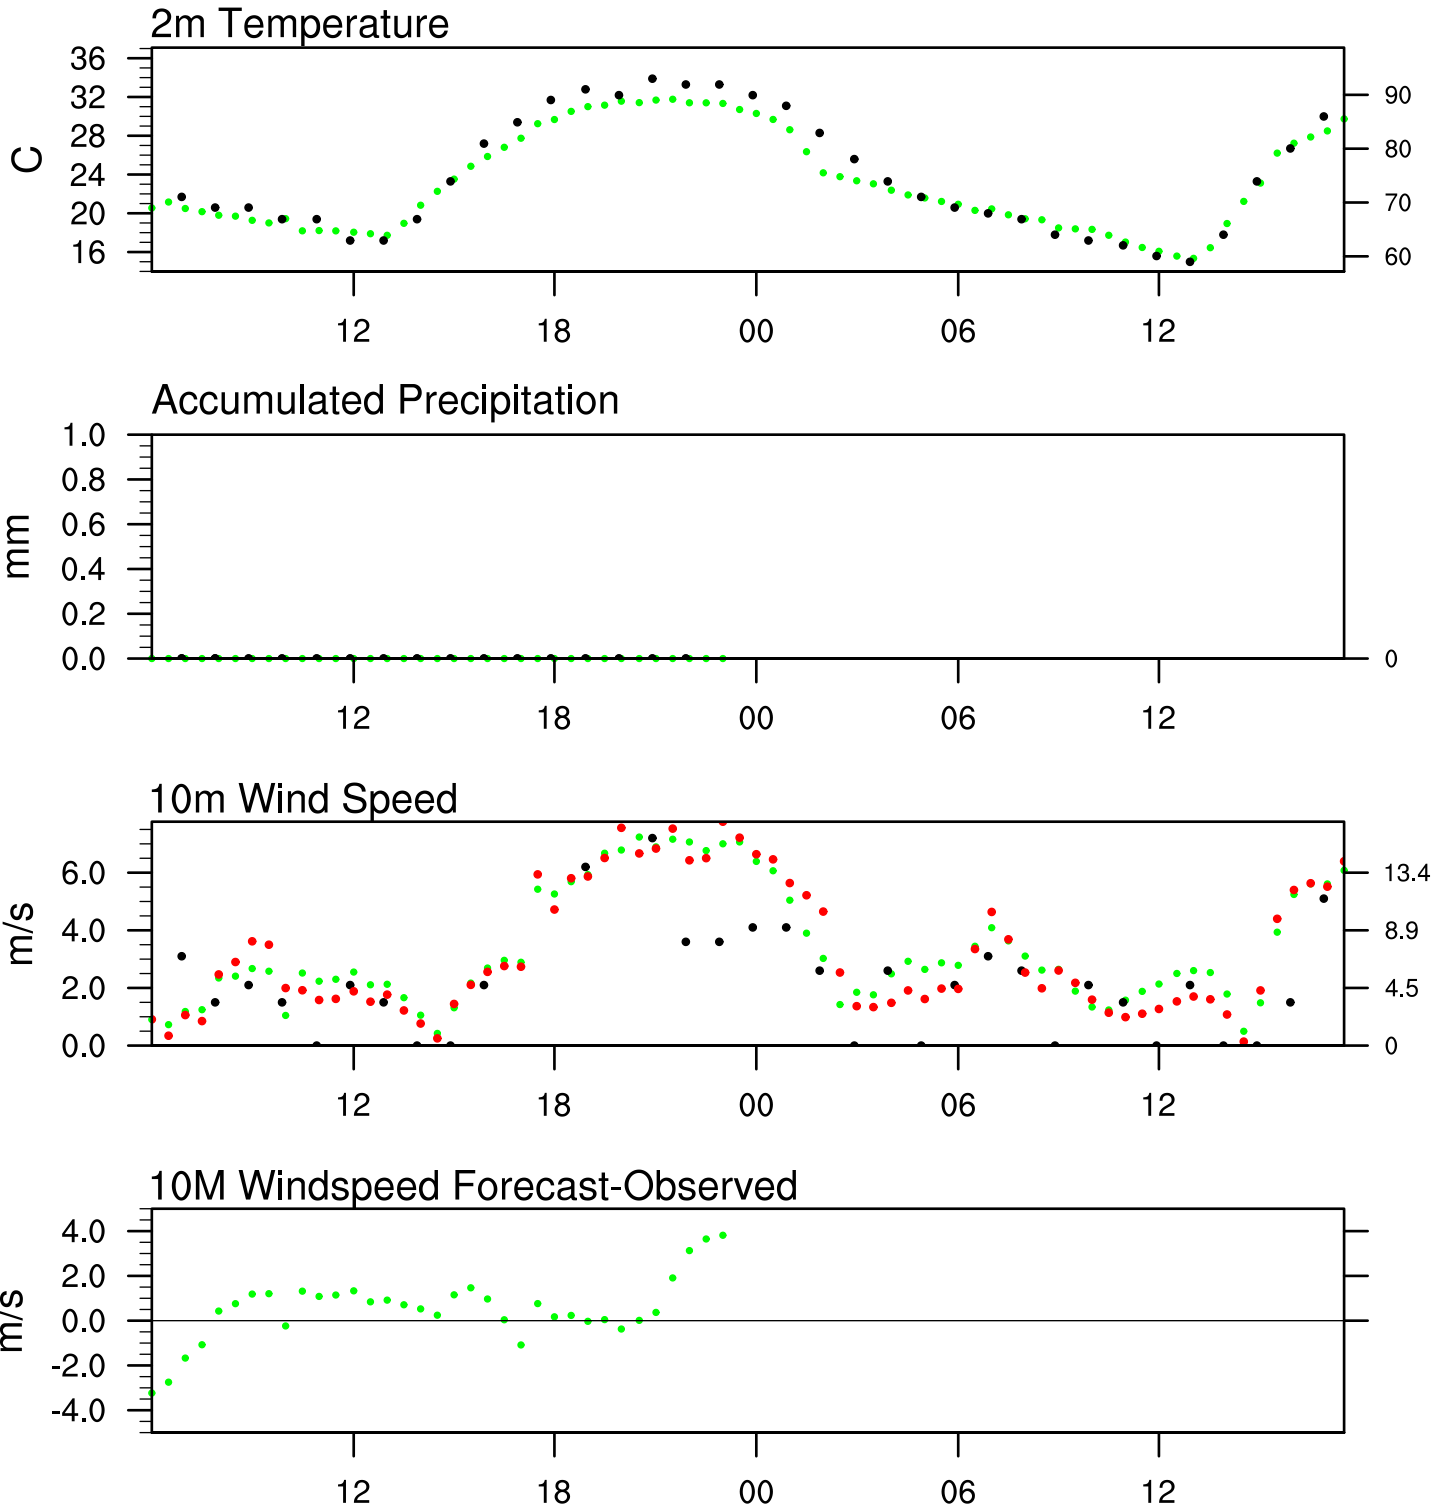 2m Temperature
36
32
28
24
20
16
C
90
80
70
60
12 18 00 06 12
Accumulated Precipitation
1.0
0.8
0.6
0.4
0.2
0.0
mm
0
12 18 00 06 12
10m Wind Speed
6.0
4.0
2.0
0.0
m/s
13.4
8.9
4.5
0
12 18 00 06 12
10M Windspeed Forecast-Observed
4.0
2.0
0.0
-2.0
-4.0
m/s
12 18 00 06 12